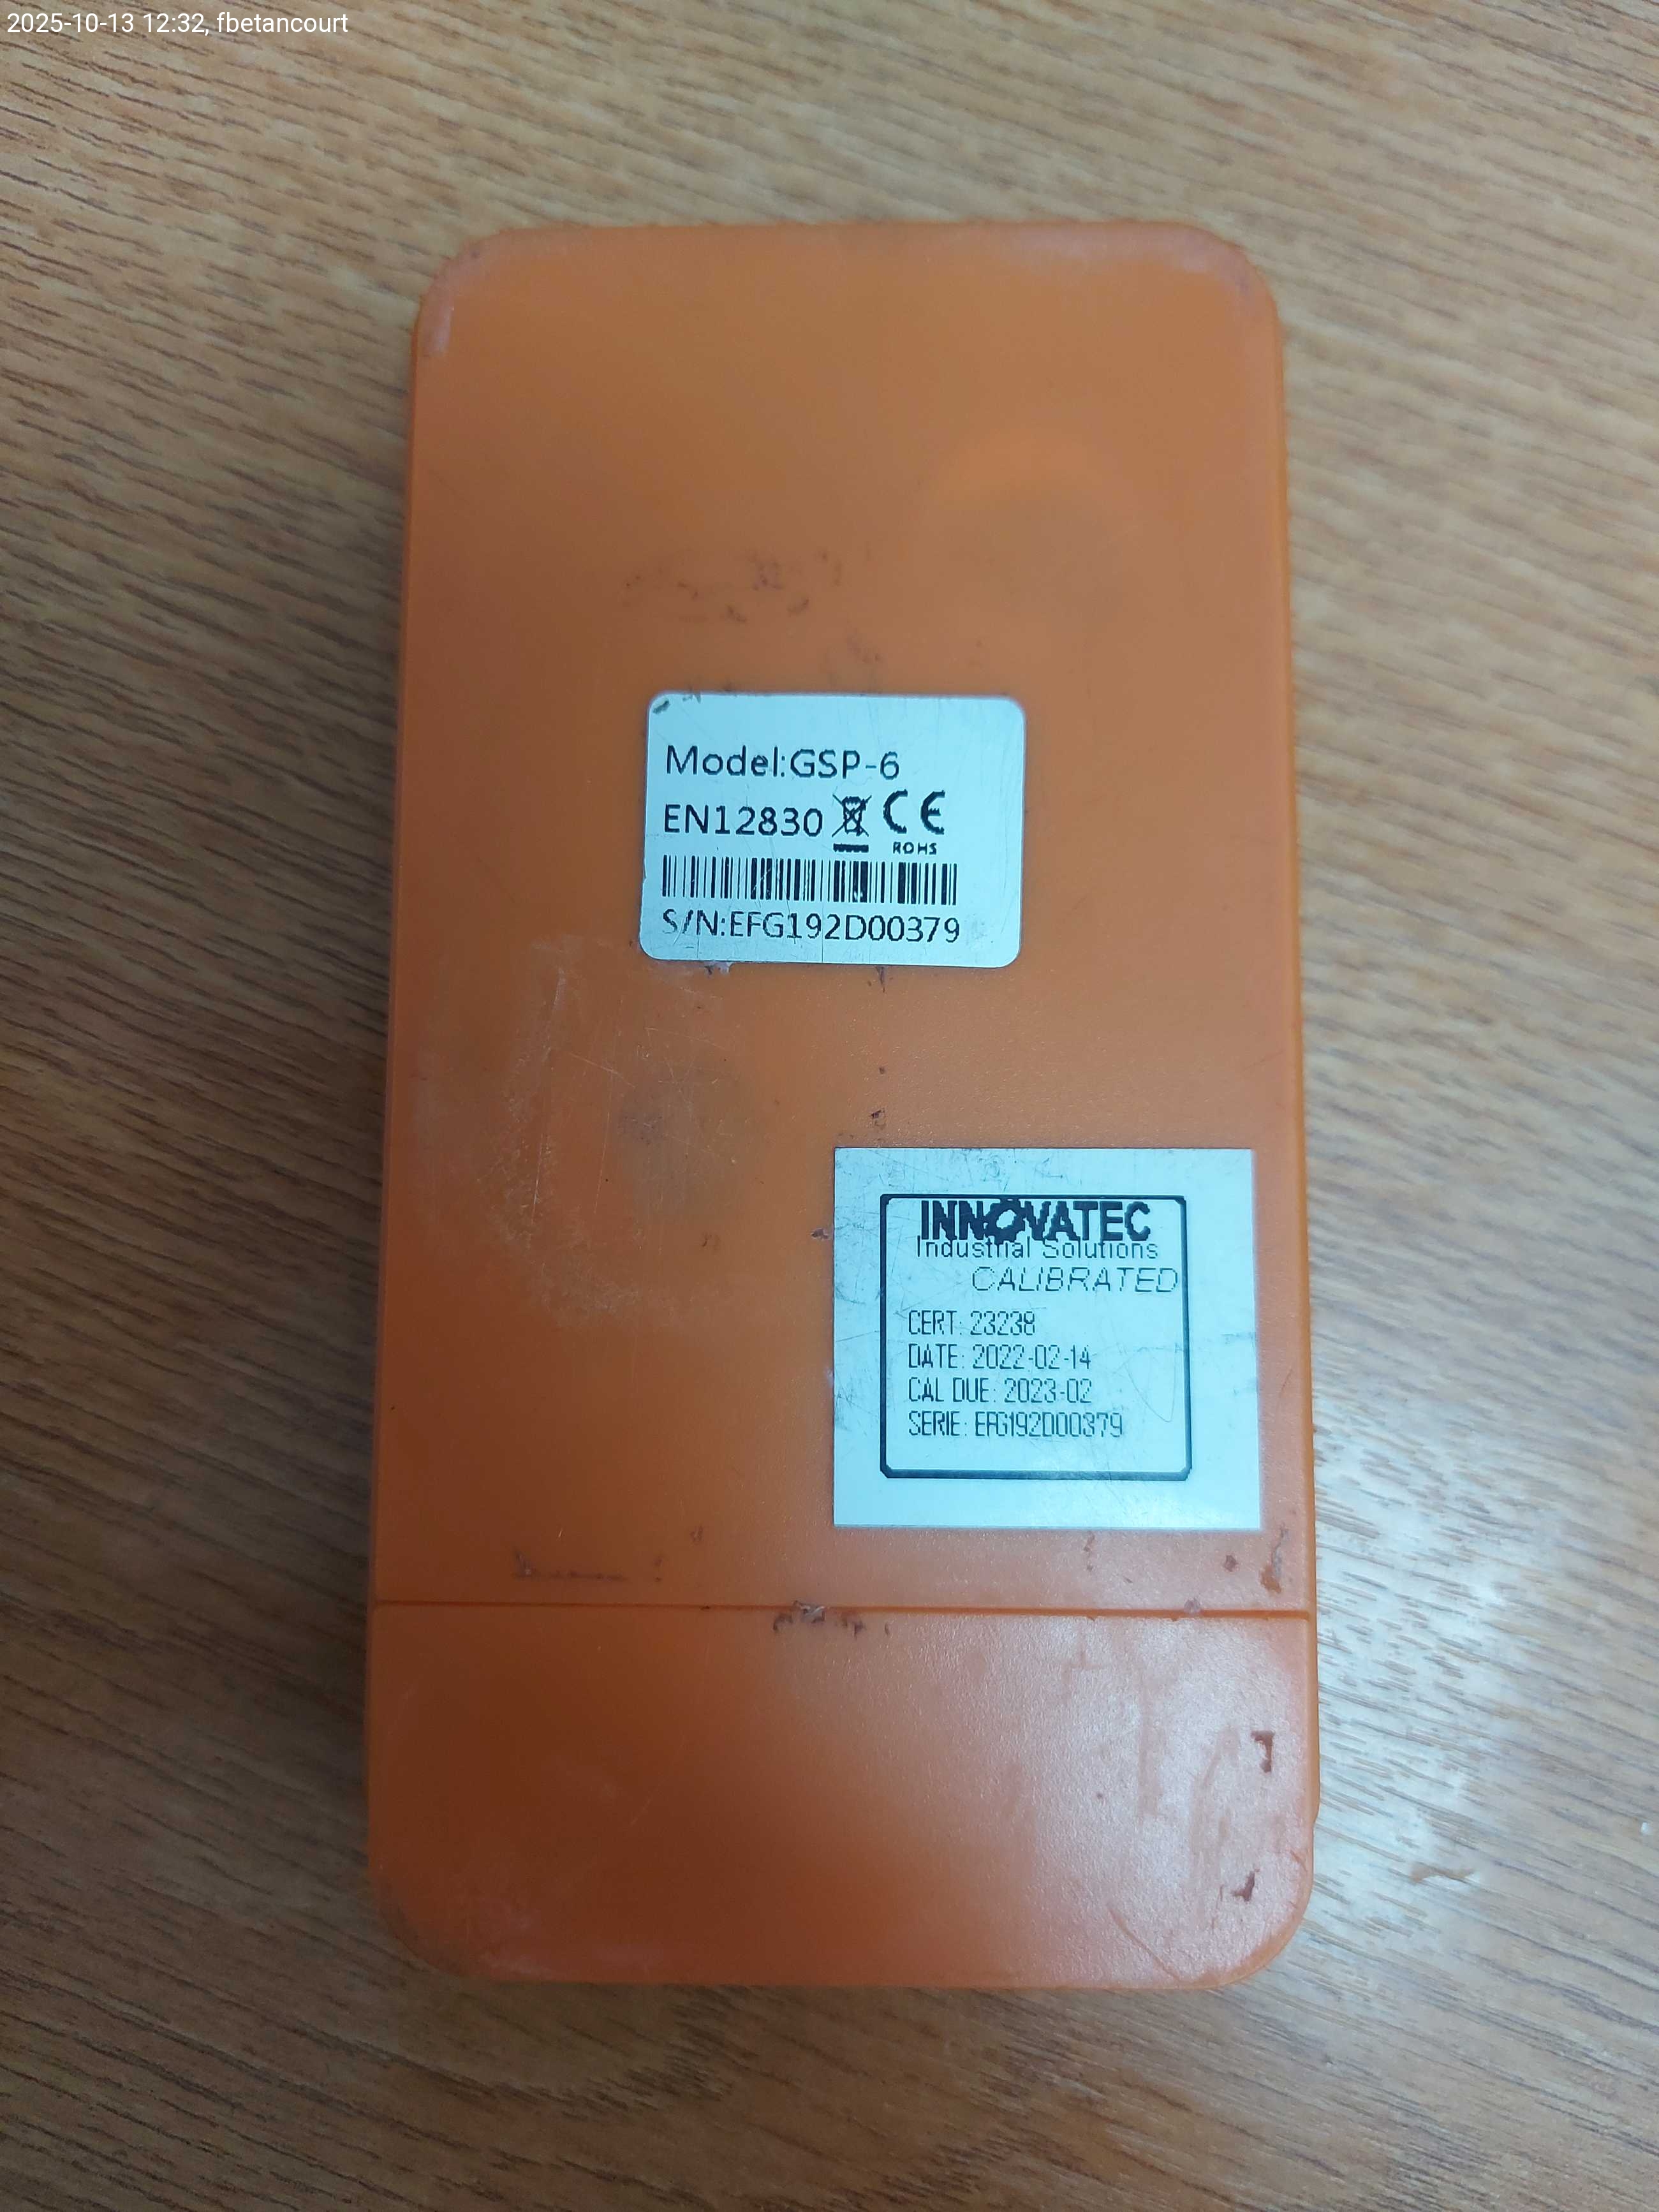 2025-10-13 12:32, fbetancourt
Model:GSP-6
EN12830 CE
ROHS
S/N:EFG192D00379
INNOVATEC
Industrial Solutions
CALIBRATED
CERT: 23238
DATE: 2022-02-14
CAL DUE: 2023-02
SERIE: EFG192D00379